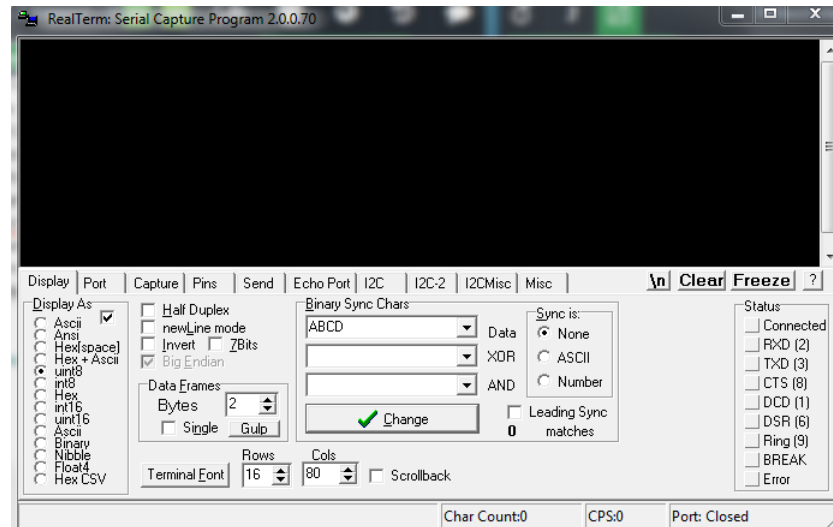 RealTerm: Serial Capture Program 2.0.0.70
Display Port Capture Pins Send Echo Port I2C I2C-2 I2CMisc Misc \n Clear Freeze ?
Display As
Ascii
Ansi
Hex[space]
Hex + Ascii
uint8
int8
Hex
int16
uint16
Ascii
Binary
Nibble
Float4
Hex CSV
Half Duplex
newLine mode
Invert 7Bits
Big Endian
Data Frames
Bytes 2
Single Gulp
Rows Cols
Terminal Font 16 80 Scrollback
Binary Sync Chars
ABCD
Data
XOR
AND
Change
Sync is:
None
ASCII
Number
Leading Sync
0 matches
Status
Connected
RXD (2)
TXD (3)
CTS (8)
DCD (1)
DSR (6)
Ring (9)
BREAK
Error
Char Count:0 CPS:0 Port: Closed